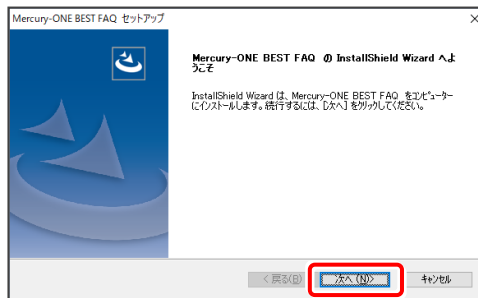 Mercury-ONE BEST FAQ セットアップ
Mercury-ONE BEST FAQ の InstallShield Wizard へよ
うこそ
InstallShield Wizard は、Mercury-ONE BEST FAQ をコンピューター
にインストールします。続行するには、[次へ] をクリックしてください。
< 戻る(B) 次へ(N)> キャンセル